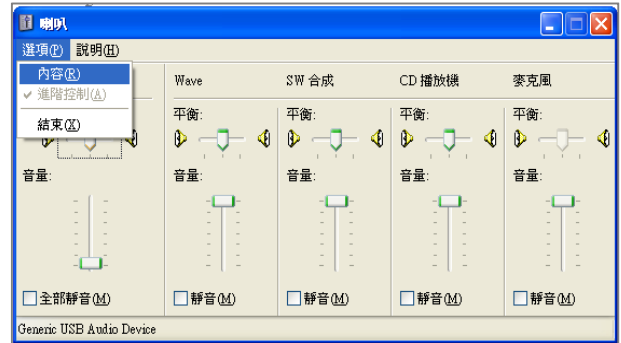 喇叭
選項(P) 說明(H)
內容(R)
進階控制(A)
結束(X)
Wave SW 合成 CD 播放機 麥克風
平衡: 平衡: 平衡: 平衡:
音量: 音量: 音量: 音量: 音量:
全部靜音(M) 靜音(M) 靜音(M) 靜音(M) 靜音(M)
Generic USB Audio Device